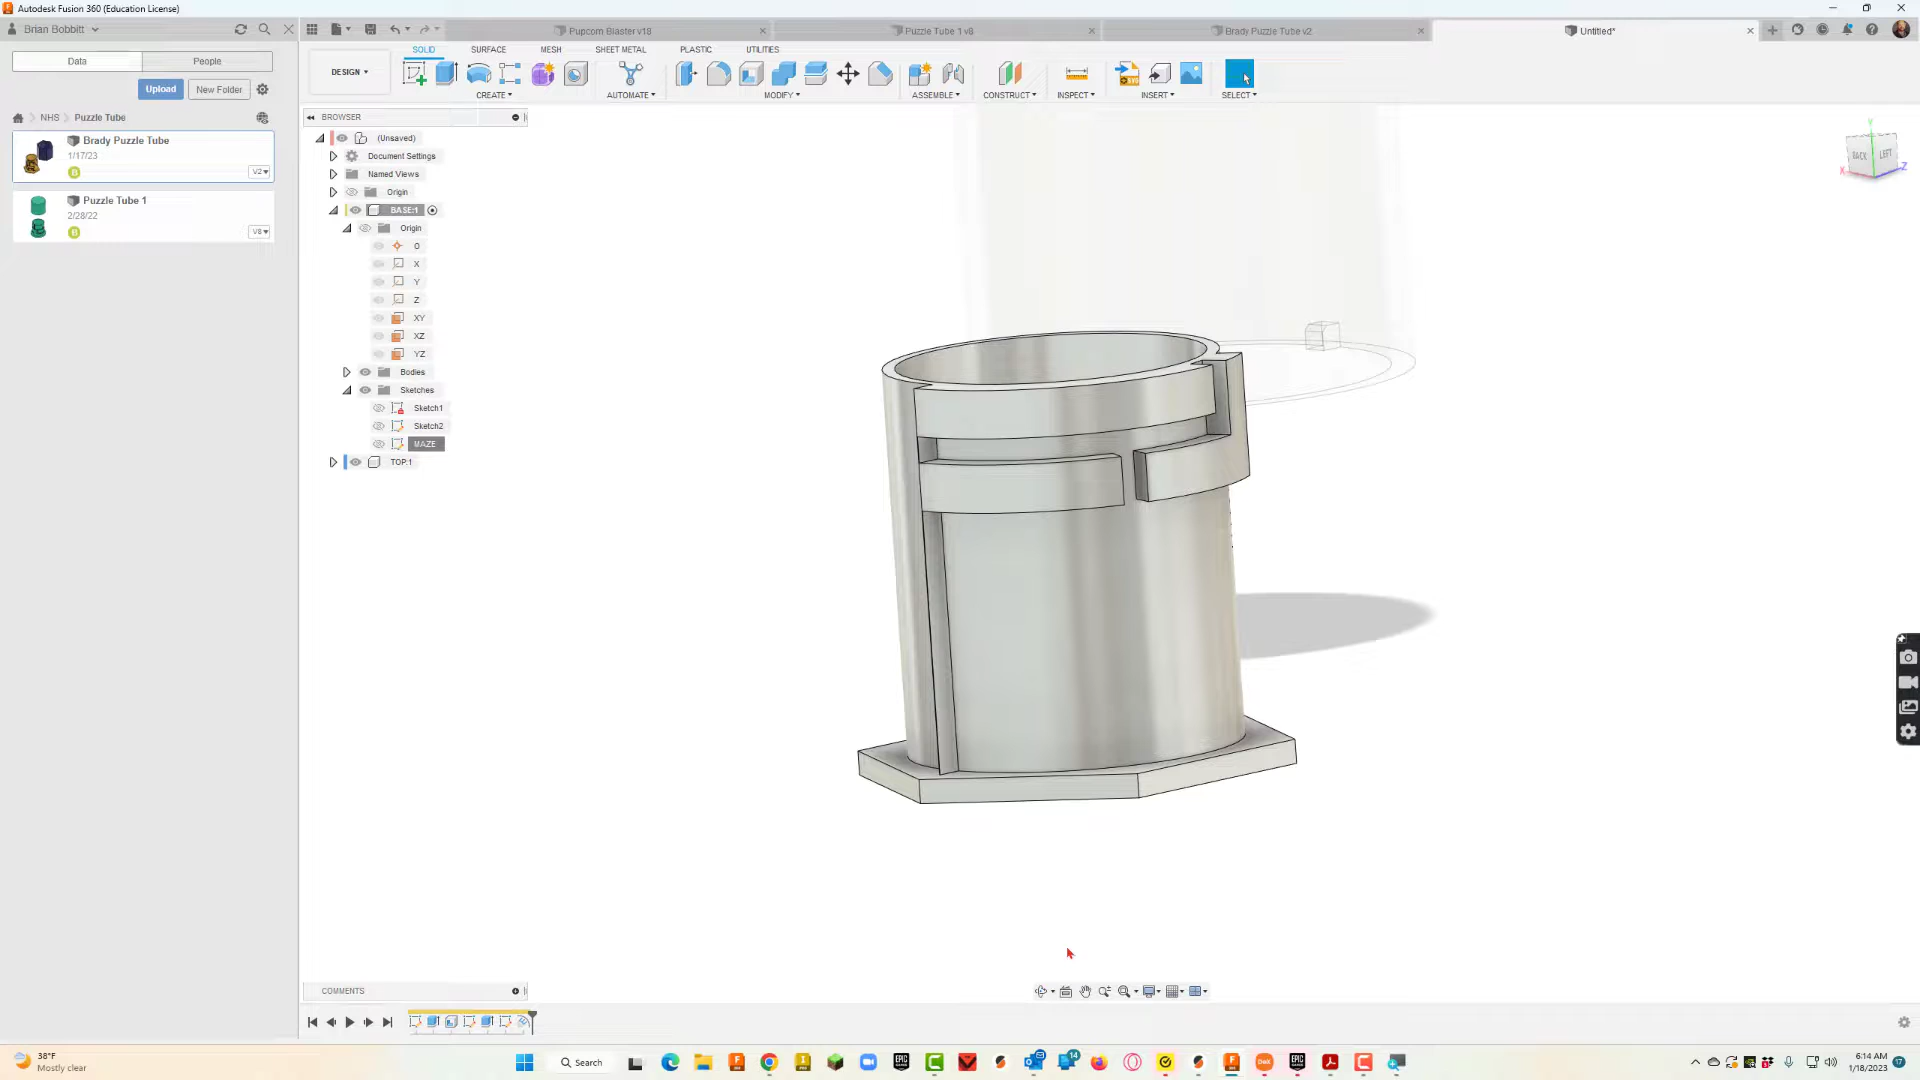 Autodesk Fusion 360 (Education License)
Brian Bobbitt
Pupcorn Blaster v18
Puzzle Tube 1 v8
Brady Puzzle Tube v2
Untitled*
Data
People
Upload
New Folder
NHS
Puzzle Tube
Brady Puzzle Tube
1/17/23
V2
Puzzle Tube 1
2/28/22
V8
DESIGN
SOLID
SURFACE
MESH
SHEET METAL
PLASTIC
UTILITIES
CREATE
AUTOMATE
MODIFY
ASSEMBLE
CONSTRUCT
INSPECT
INSERT
SELECT
BROWSER
(Unsaved)
Document Settings
Named Views
Origin
BASE:1
Origin
O
X
Y
Z
XY
XZ
YZ
Bodies
Sketches
Sketch1
Sketch2
MAZE
TOP:1
BACK
LEFT
X
Y
Z
COMMENTS
38°F
Mostly clear
Search
14
6:14 AM
1/18/2023